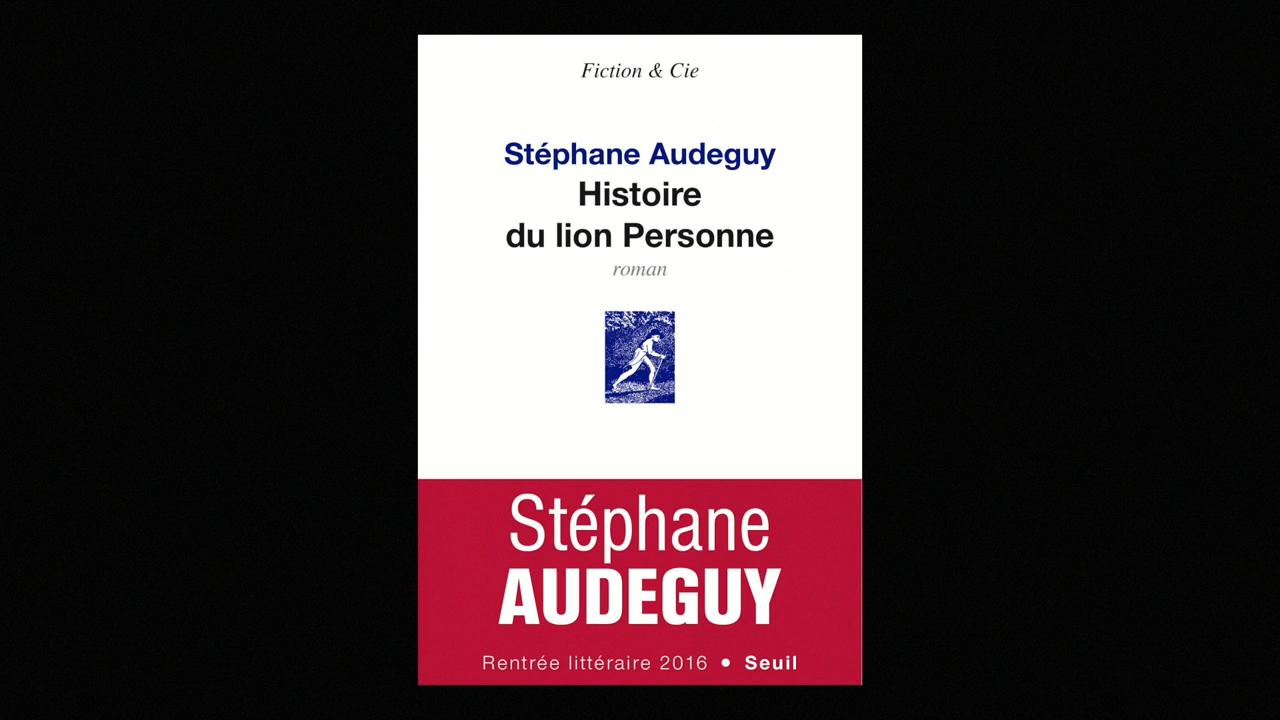 Fiction & Cie
Stéphane Audeguy
Histoire
du lion Personne
roman
Stéphane
AUDEGUY
Rentrée littéraire 2016 • Seuil